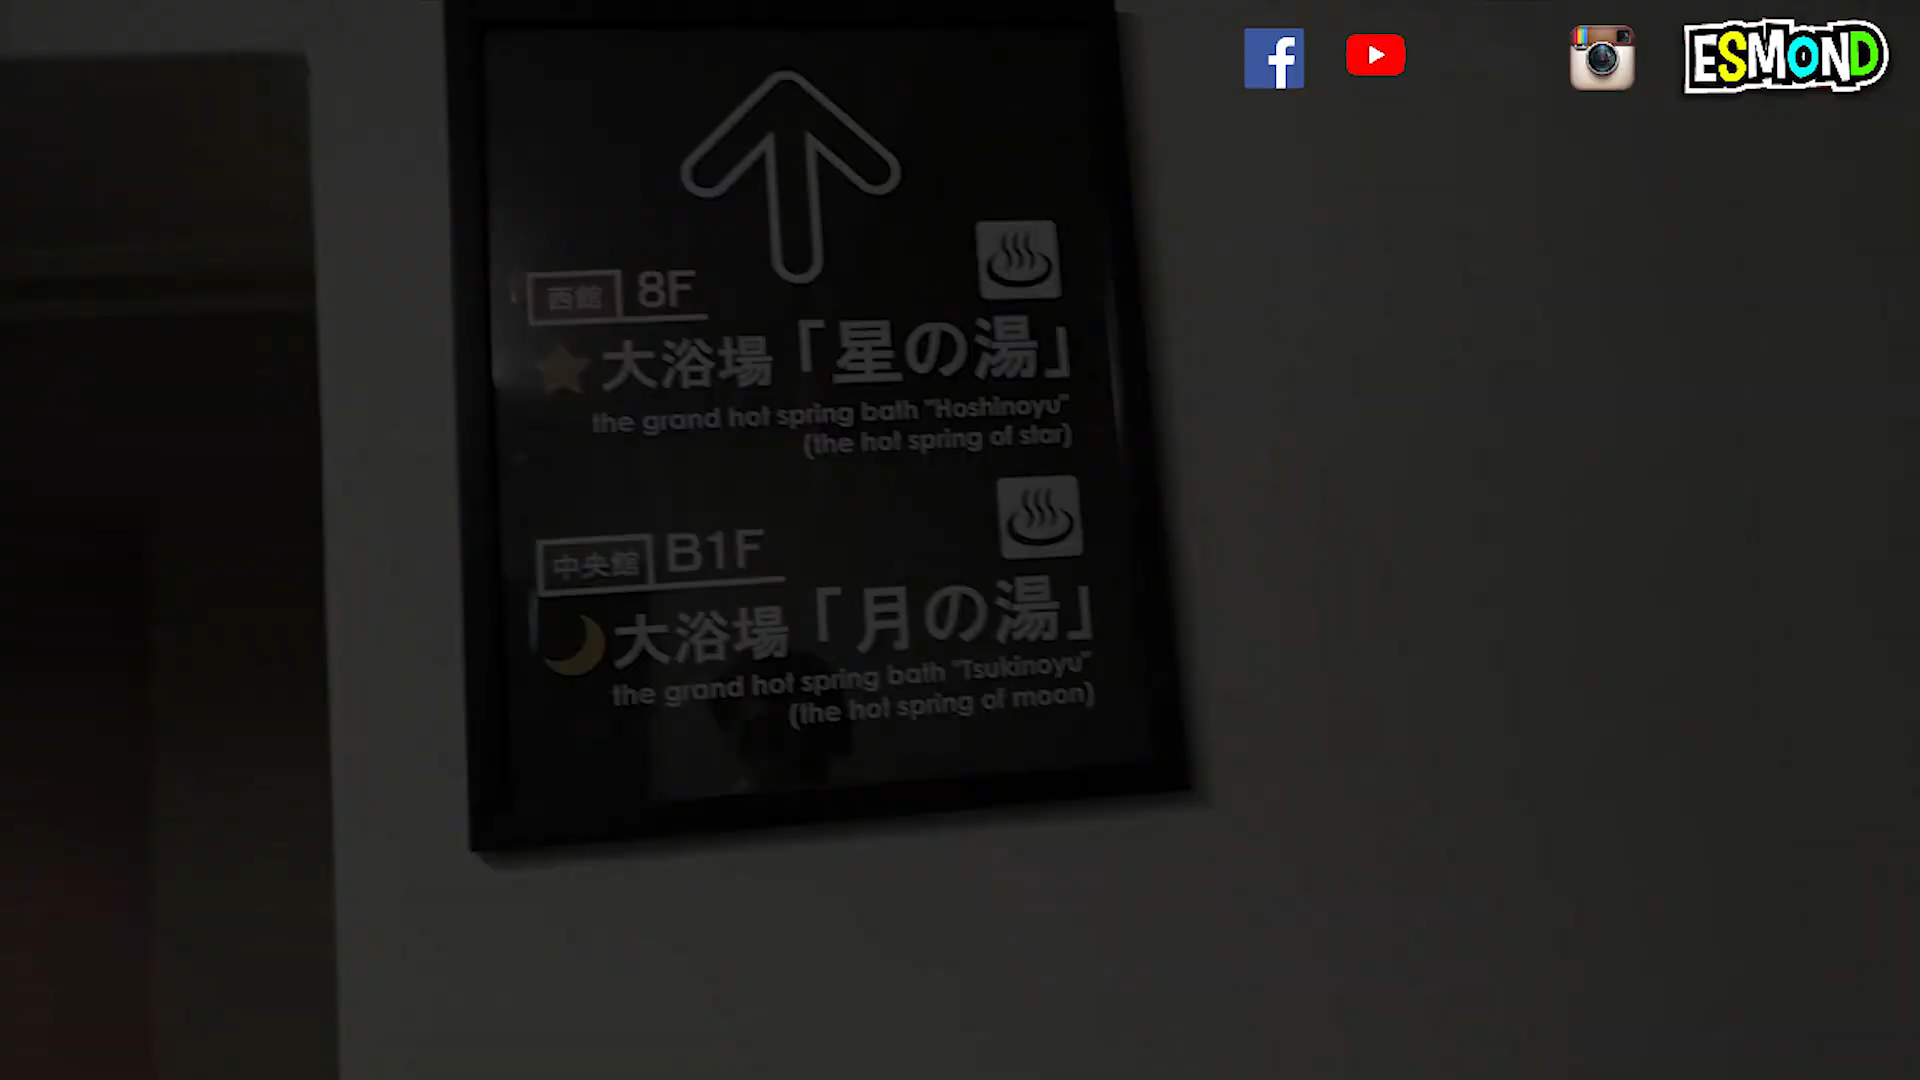 ESMOND
西館 8F
大浴場「星の湯」
the grand hot spring bath "Hoshinoyu"
(the hot spring of star)
中央館 B1F
大浴場「月の湯」
the grand hot spring bath "Tsukinoyu"
(the hot spring of moon)